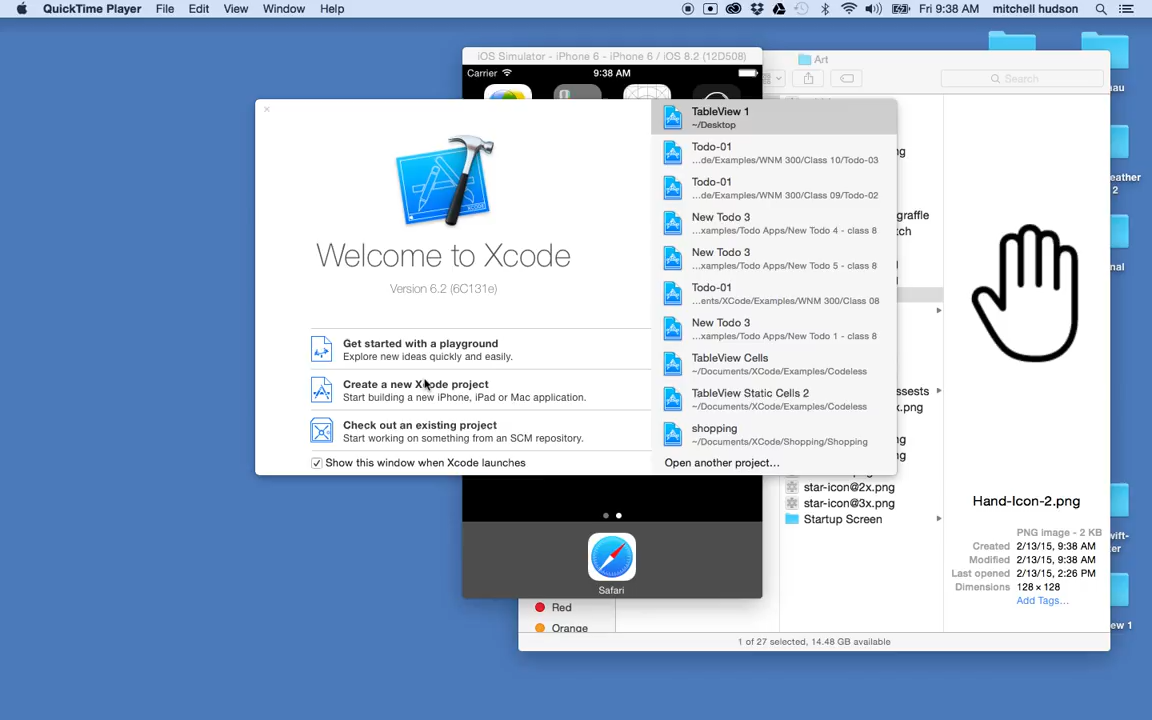 QuickTime Player File Edit View Window Help Fri 9:38 AM mitchell hudson
iOS Simulator - iPhone 6 - iPhone 6 / iOS 8.2 (12D508)
Art
Carrier 9:38 AM
Search
au
Welcome to Xcode
Version 6.2 (6C131e)
Get started with a playground
Explore new ideas quickly and easily.
Create a new Xcode project
Start building a new iPhone, iPad or Mac application.
Check out an existing project
Start working on something from an SCM repository.
Show this window when Xcode launches
TableView 1
~/Desktop
Todo-01
...de/Examples/WNM 300/Class 10/Todo-03
Todo-01
...de/Examples/WNM 300/Class 09/Todo-02
New Todo 3
...xamples/Todo Apps/New Todo 4 - class 8
New Todo 3
...xamples/Todo Apps/New Todo 5 - class 8
Todo-01
...ents/XCode/Examples/WNM 300/Class 08
New Todo 3
...xamples/Todo Apps/New Todo 1 - class 8
TableView Cells
~/Documents/XCode/Examples/Codeless
TableView Static Cells 2
~/Documents/XCode/Examples/Codeless
shopping
~/Documents/XCode/Shopping/Shopping
Open another project...
ng
graffle
tch
ssests
x.png
ng
ng
star-icon@2x.png
star-icon@3x.png
Startup Screen
eather
2
nal
Hand-Icon-2.png
PNG image - 2 KB
Created 2/13/15, 9:38 AM
Modified 2/13/15, 9:38 AM
Last opened 2/13/15, 2:26 PM
Dimensions 128 × 128
Add Tags...
wift-
er
w 1
Safari
Red
Orange
1 of 27 selected, 14.48 GB available